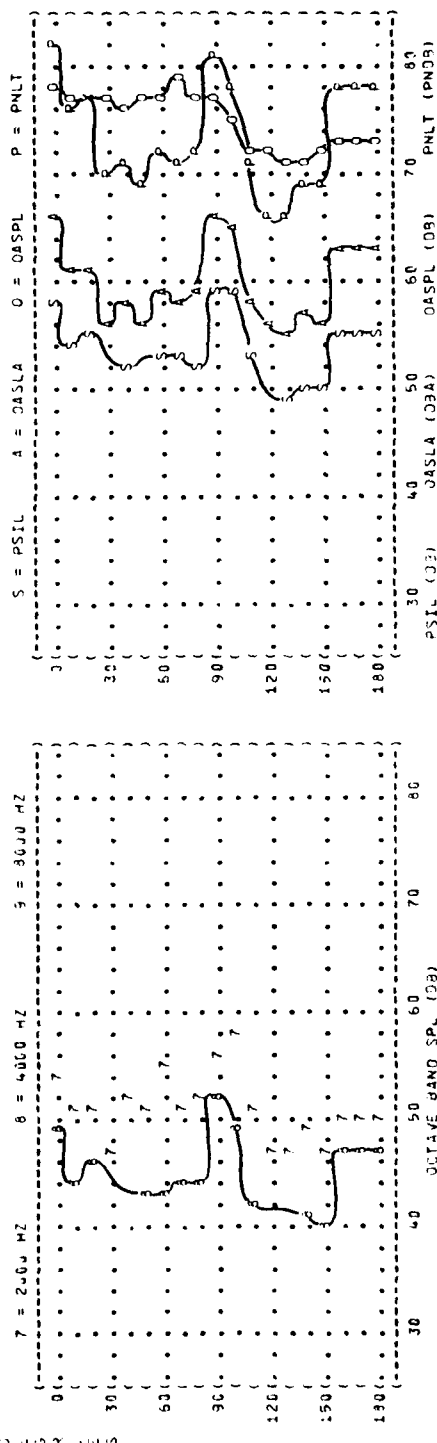 S = PSIL A = OASLA O = OASPL P = PNLT
0
30
60
90
120
150
180
30 40 50 60 70 80
PSIL (DB) OASLA (DBA) OASPL (DB) PNLT (PNDB)
7 = 2000 HZ 8 = 4000 HZ 9 = 8000 HZ
0
30
60
90
120
150
180
30 40 50 60 70 80
OCTAVE BAND SPL (DB)